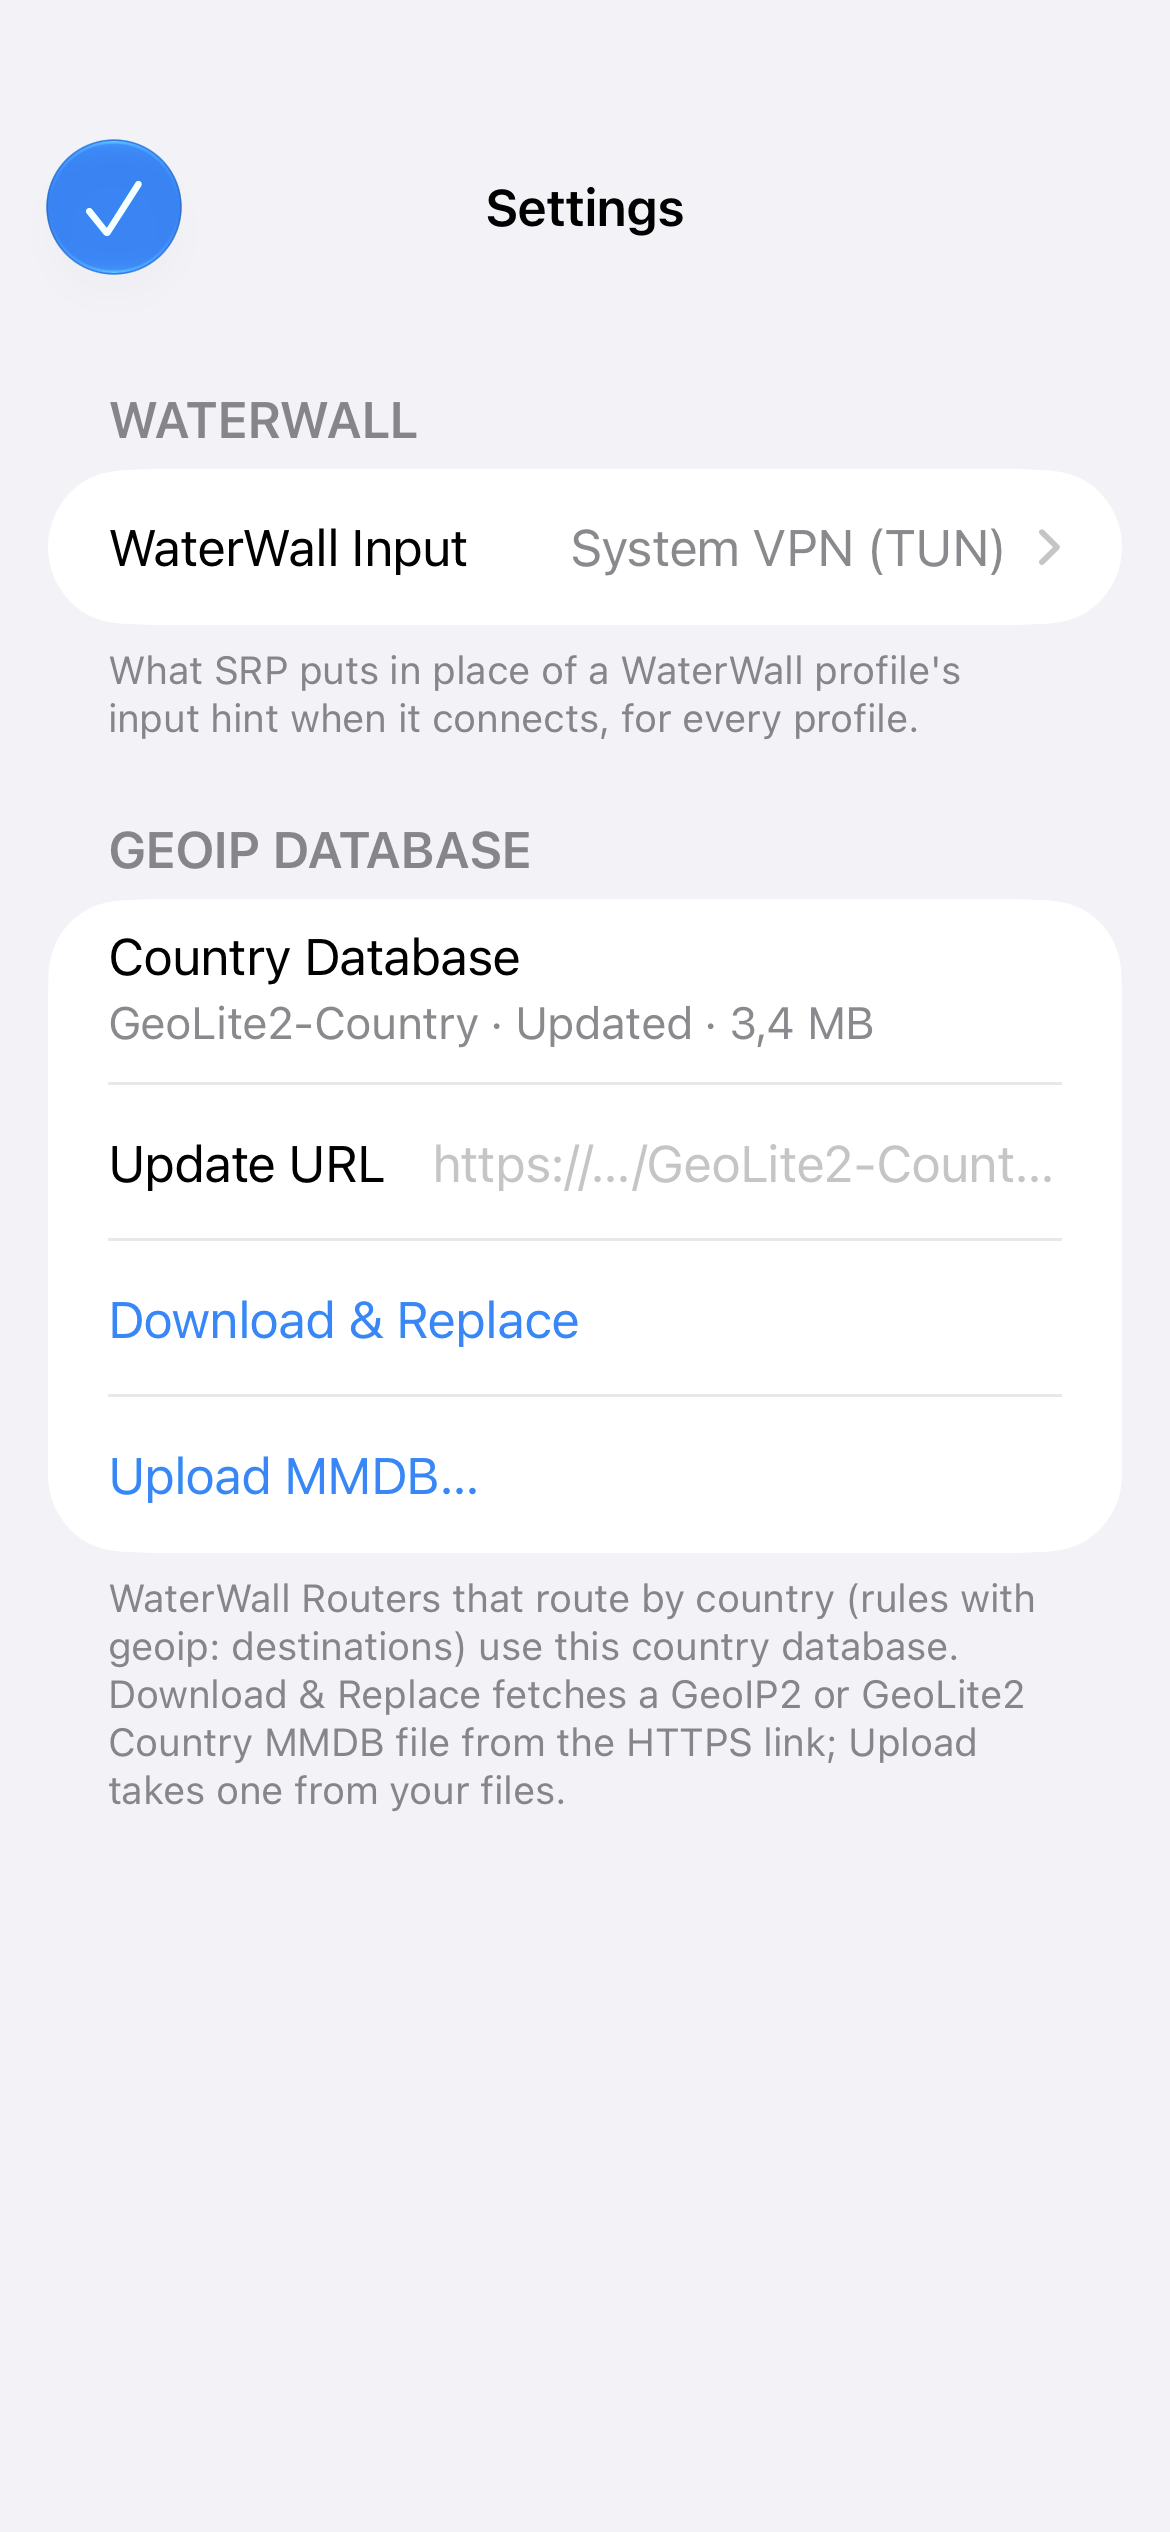 Settings
WATERWALL
WaterWall Input System VPN (TUN)
What SRP puts in place of a WaterWall profile's
input hint when it connects, for every profile.
GEOIP DATABASE
Country Database
GeoLite2-Country · Updated · 3,4 MB
Update URL https://.../GeoLite2-Count...
Download & Replace
Upload MMDB...
WaterWall Routers that route by country (rules with
geoip: destinations) use this country database.
Download & Replace fetches a GeoIP2 or GeoLite2
Country MMDB file from the HTTPS link; Upload
takes one from your files.